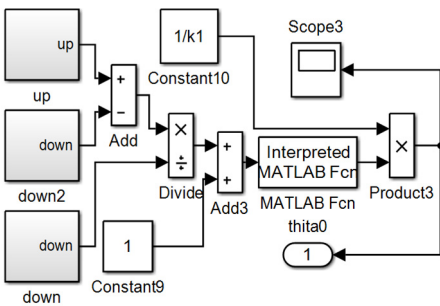 up
up
down
down2
down
down
+
−
Add
1/k1
Constant10
×
÷
Divide
1
Constant9
+
+
Add3
Interpreted
MATLAB Fcn
MATLAB Fcn
Scope3
×
Product3
thita0
1